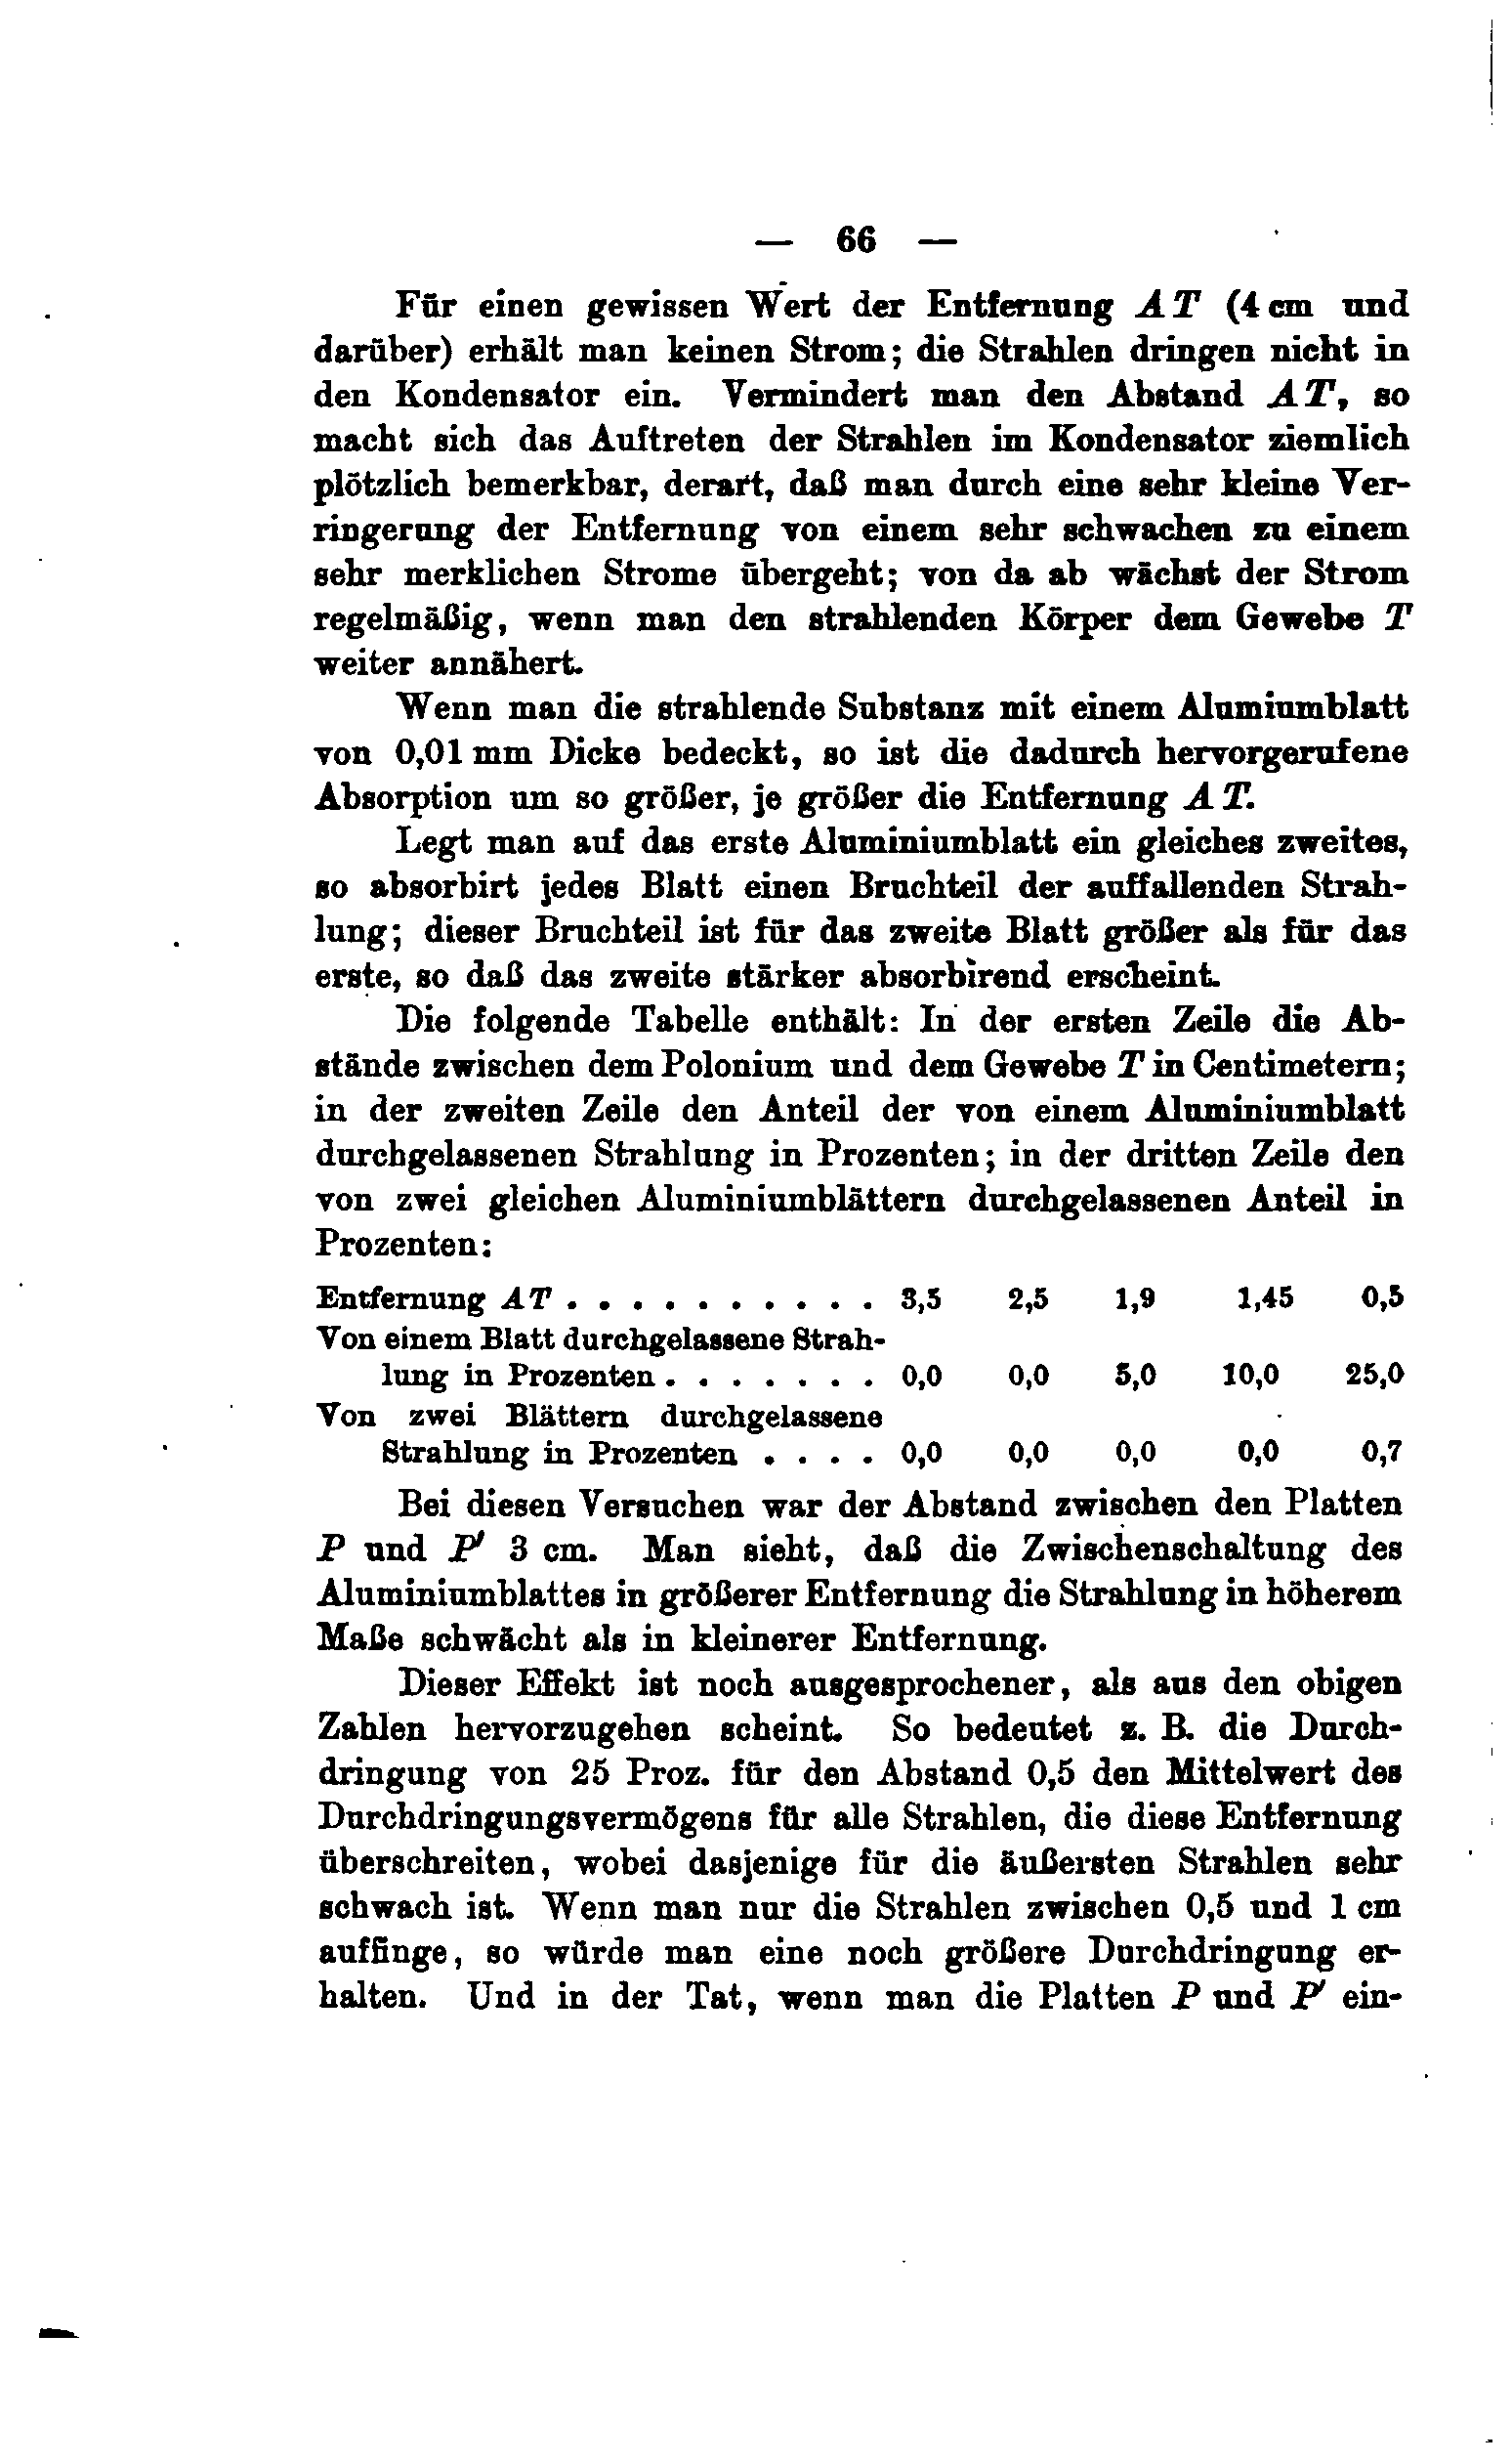 — 66 —
Für einen gewissen Wert der Entfernung A T (4 cm und
darüber) erhält man keinen Strom; die Strahlen dringen nicht in
den Kondensator ein. Vermindert man den Abstand A T, so
macht sich das Auftreten der Strahlen im Kondensator ziemlich
plötzlich bemerkbar, derart, daß man durch eine sehr kleine Ver-
ringerung der Entfernung von einem sehr schwachen zu einem
sehr merklichen Strome übergeht; von da ab wächst der Strom
regelmäßig, wenn man den strahlenden Körper dem Gewebe T
weiter annähert.
Wenn man die strahlende Substanz mit einem Alumiumblatt
von 0,01 mm Dicke bedeckt, so ist die dadurch hervorgerufene
Absorption um so größer, je größer die Entfernung A T.
Legt man auf das erste Aluminiumblatt ein gleiches zweites,
so absorbirt jedes Blatt einen Bruchteil der auffallenden Strah-
lung; dieser Bruchteil ist für das zweite Blatt größer als für das
erste, so daß das zweite stärker absorbirend erscheint.
Die folgende Tabelle enthält: In der ersten Zeile die Ab-
stände zwischen dem Polonium und dem Gewebe T in Centimetern;
in der zweiten Zeile den Anteil der von einem Aluminiumblatt
durchgelassenen Strahlung in Prozenten; in der dritten Zeile den
von zwei gleichen Aluminiumblättern durchgelassenen Anteil in
Prozenten:
Entfernung A T . . . . . . . . . . 3,5 2,5 1,9 1,45 0,5
Von einem Blatt durchgelassene Strah-
lung in Prozenten . . . . . . . 0,0 0,0 5,0 10,0 25,0
Von zwei Blättern durchgelassene
Strahlung in Prozenten . . . . 0,0 0,0 0,0 0,0 0,7
Bei diesen Versuchen war der Abstand zwischen den Platten
P und P' 3 cm. Man sieht, daß die Zwischenschaltung des
Aluminiumblattes in größerer Entfernung die Strahlung in höherem
Maße schwächt als in kleinerer Entfernung.
Dieser Effekt ist noch ausgesprochener, als aus den obigen
Zahlen hervorzugehen scheint. So bedeutet z. B. die Durch-
dringung von 25 Proz. für den Abstand 0,5 den Mittelwert des
Durchdringungsvermögens für alle Strahlen, die diese Entfernung
überschreiten, wobei dasjenige für die äußersten Strahlen sehr
schwach ist. Wenn man nur die Strahlen zwischen 0,5 und 1 cm
auffinge, so würde man eine noch größere Durchdringung er-
halten. Und in der Tat, wenn man die Platten P und P' ein-